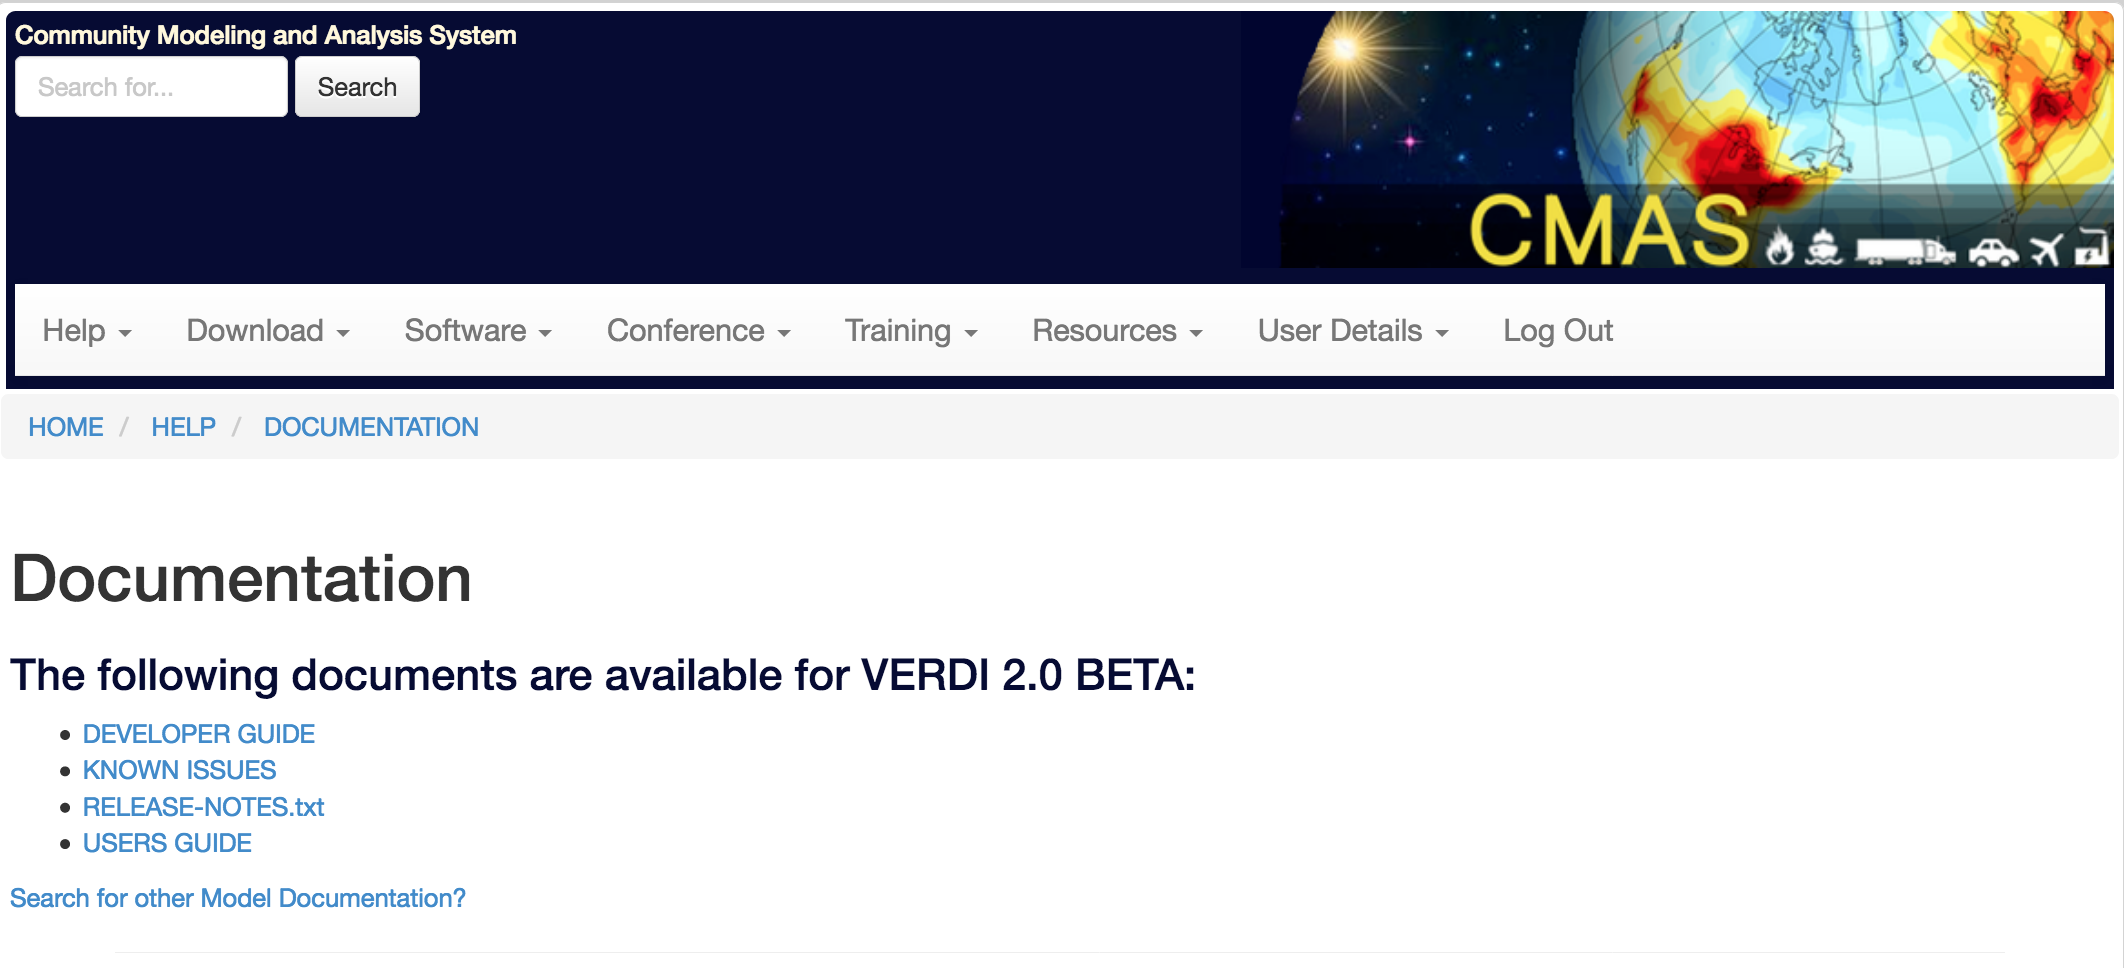 Community Modeling and Analysis System
Search for... Search
CMAS
Help Download Software Conference Training Resources User Details Log Out
HOME / HELP / DOCUMENTATION
Documentation
The following documents are available for VERDI 2.0 BETA:
• DEVELOPER GUIDE
• KNOWN ISSUES
• RELEASE-NOTES.txt
• USERS GUIDE
Search for other Model Documentation?